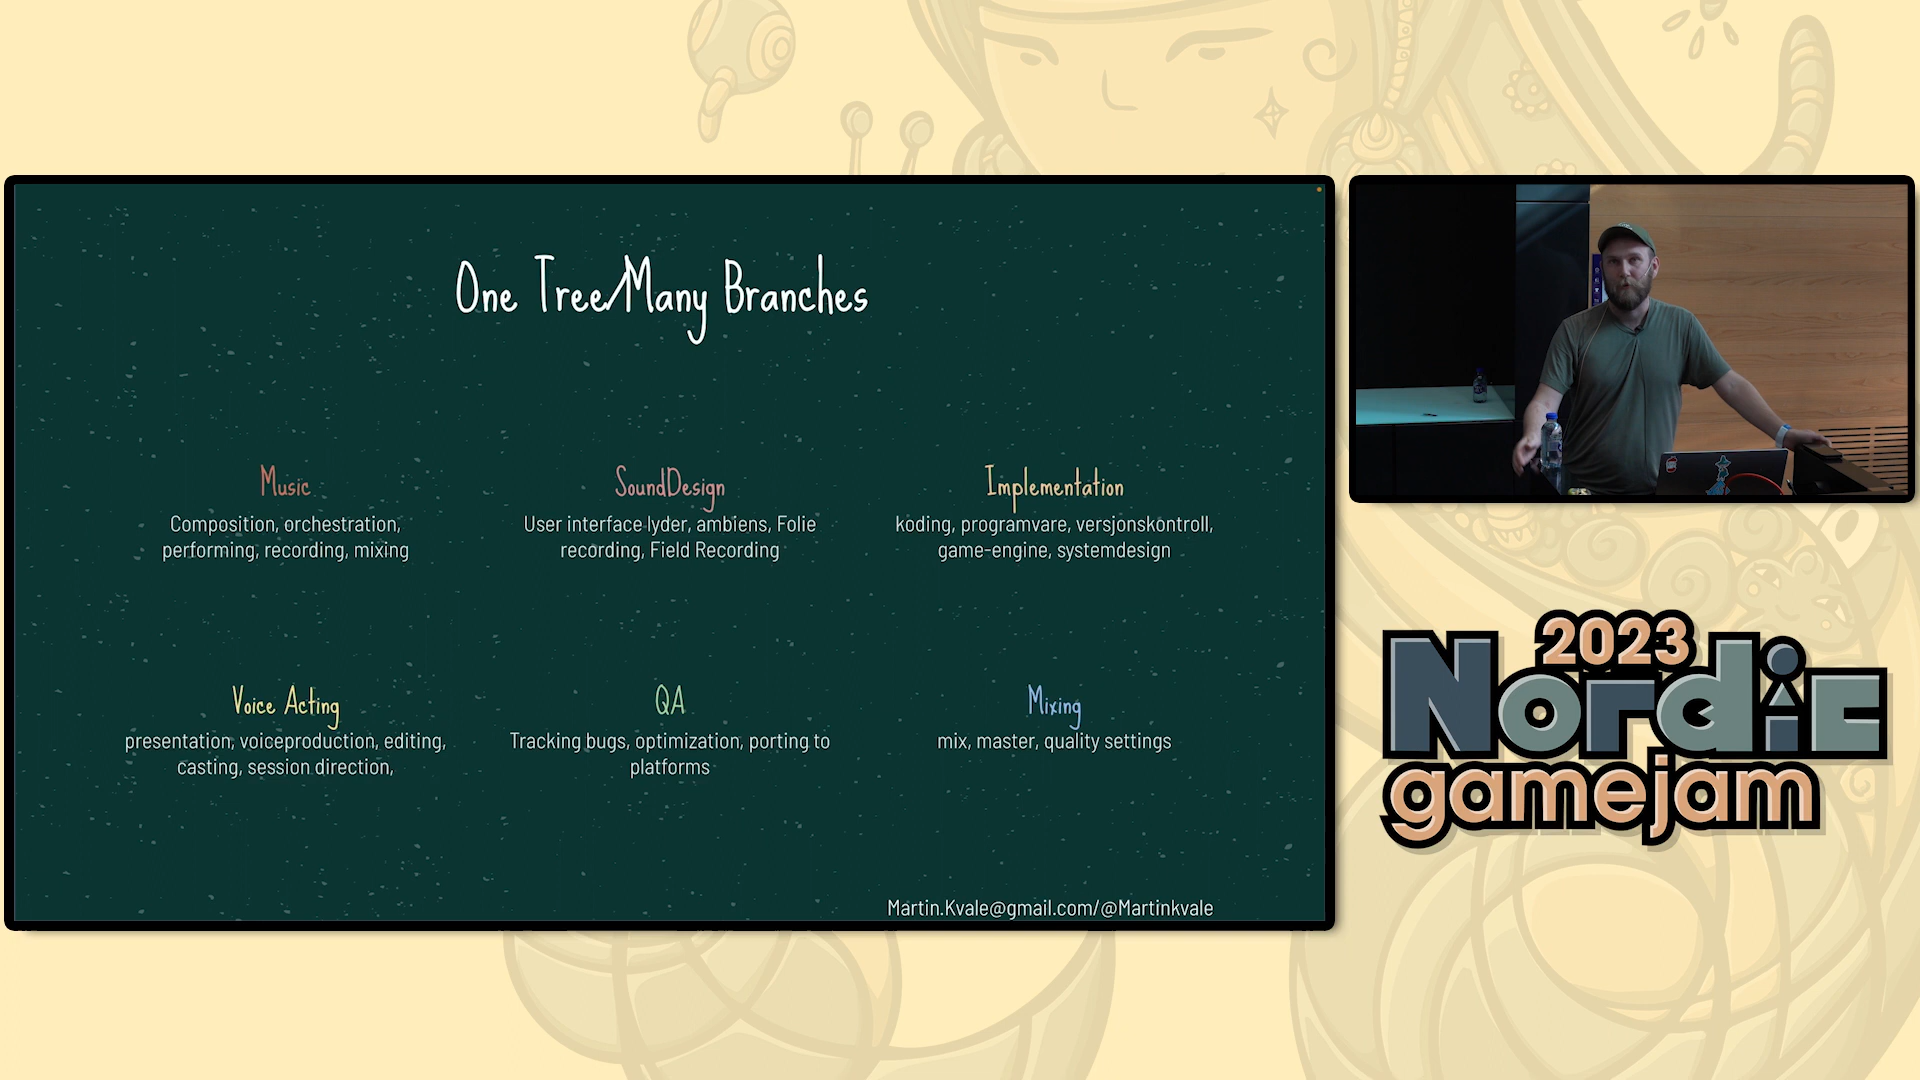 One Tree/Many Branches
Music
Composition, orchestration,
performing, recording, mixing
SoundDesign
User interface lyder, ambiens, Folie
recording, Field Recording
Implementation
koding, programvare, versjonskontroll,
game-engine, systemdesign
Voice Acting
presentation, voiceproduction, editing,
casting, session direction,
QA
Tracking bugs, optimization, porting to
platforms
Mixing
mix, master, quality settings
Martin.Kvale@gmail.com/@Martinkvale
2023
Nordic
gamejam